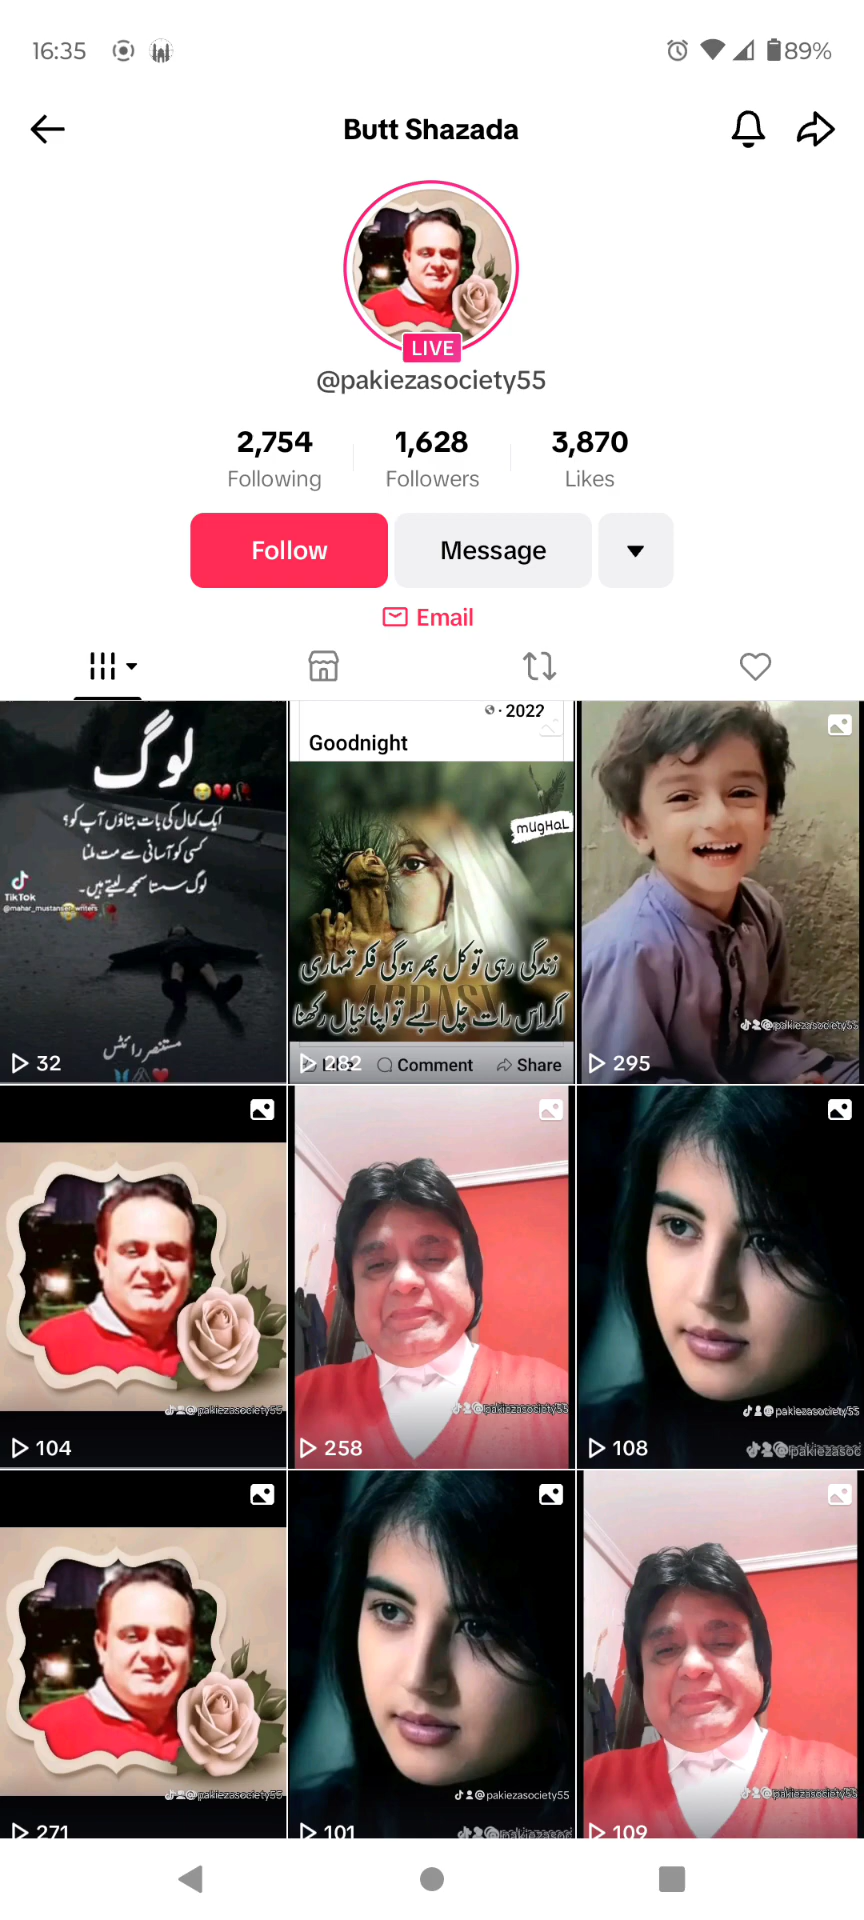 16:35
89%
Butt Shazada
LIVE
@pakiezasociety55
2,754 1,628 3,870
Following Followers Likes
Follow Message
Email
لوگ
ایک کمال کی بات بتاؤں آپ کو؟
کسی کو آسانی سے مت ملنا
لوگ سستا سمجھ لیتے ہیں۔
TikTok
مستنصر رائٹس
32
· 2022
Goodnight
mUgHaL
زندگی رہی تو کل پھر ہوگی فکر تمہاری
اگر اِس رات چل بسے تو اپنا خیال رکھنا
282 Comment Share
@pakiezasociety55
295
@pakiezasociety55
104
@pakiezasociety55
258
@pakiezasociety55
@pakiezasoc
108
@pakiezasociety55
271
@pakiezasociety55
@pakiezasoc
101
@pakiezasociety55
109